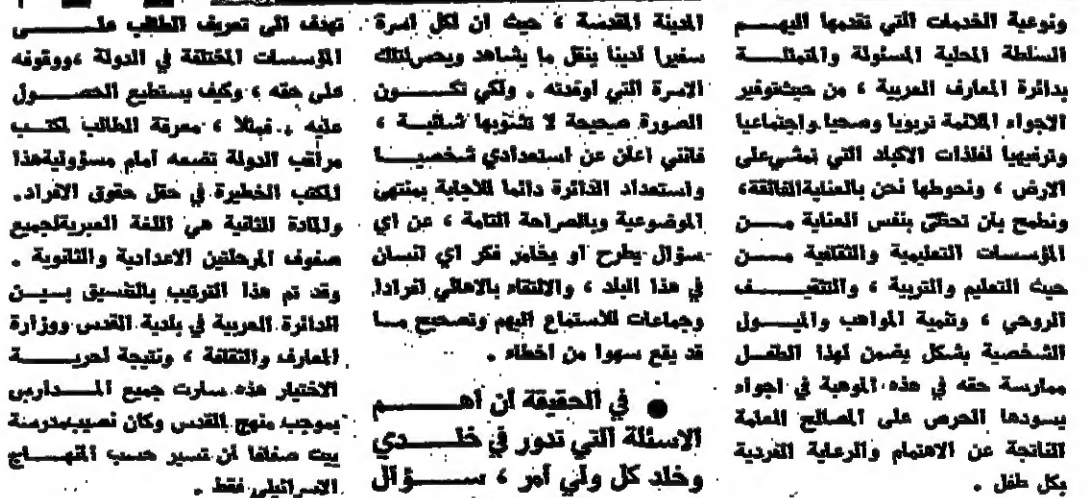 ونوعية الخدمات التي تقدمها اليهم
السلطة المحلية المسئولة والمتمثلة
بدائرة المعارف العربية ، من حيث توفير
الاجواء الملائمة تربويا وصحيا واجتماعيا
وترفيهيا لفلذات الاكباد التي تمشي على
الارض ، ونحوطها نحن بالعناية الفائقة،
ونطمح بان تحظى بنفس العناية من
المؤسسات التعليمية والثقافية من
حيث التعليم والتربية ، والتثقيف
الروحي ، وتنمية المواهب والميول
الشخصية بشكل يضمن لهذا الطفل
ممارسة حقه في هذه الموهبة في اجواء
يسودها الحرص على المصالح العامة
الناتجة عن الاهتمام والرعاية الفردية
بكل طفل .
المدينة المقدسة ، حيث ان لكل اسرة
سفيرا لدينا ينقل ما يشاهد ويحصل لتلك
الاسرة التي اوفدته . ولكي تكون
الصورة صحيحة لا تشوبها شائبة ،
فانني اعلن عن استعدادي شخصيا
واستعداد الدائرة دائما للاجابة بمنتهى
الموضوعية وبالصراحة التامة ، عن اي
سؤال يطرح او يخامر فكر اي انسان
في هذا البلد ، والالتقاء بالاهالي افرادا
وجماعات للاستماع اليهم وتصحيح ما
قد يقع سهوا من اخطاء .
● في الحقيقة أن أهم
الاسئلة التي تدور في خلدي
وخلد كل ولي أمر ، سؤال
تهدف الى تعريف الطالب على
المؤسسات المختلفة في الدولة ،ووقوفه
على حقه ، وكيف يستطيع الحصول
عليه . فمثلا ، معرفة الطالب لمكتب
مراقب الدولة تضعه امام مسؤولية هذا
المكتب الخطيرة في حقل حقوق الافراد.
والمادة الثانية هي اللغة العبرية لجميع
صفوف المرحلتين الاعدادية والثانوية .
وقد تم هذا الترتيب بالتنسيق بين
الدائرة العربية في بلدية القدس ووزارة
المعارف والثقافة ، ونتيجة لحرية
الاختيار هذه سارت جميع المدارس
بموجب منهج القدس وكان نصيب مدرسة
بيت صفافا أن تسير حسب المنهاج
الاسرائيلي فقط .